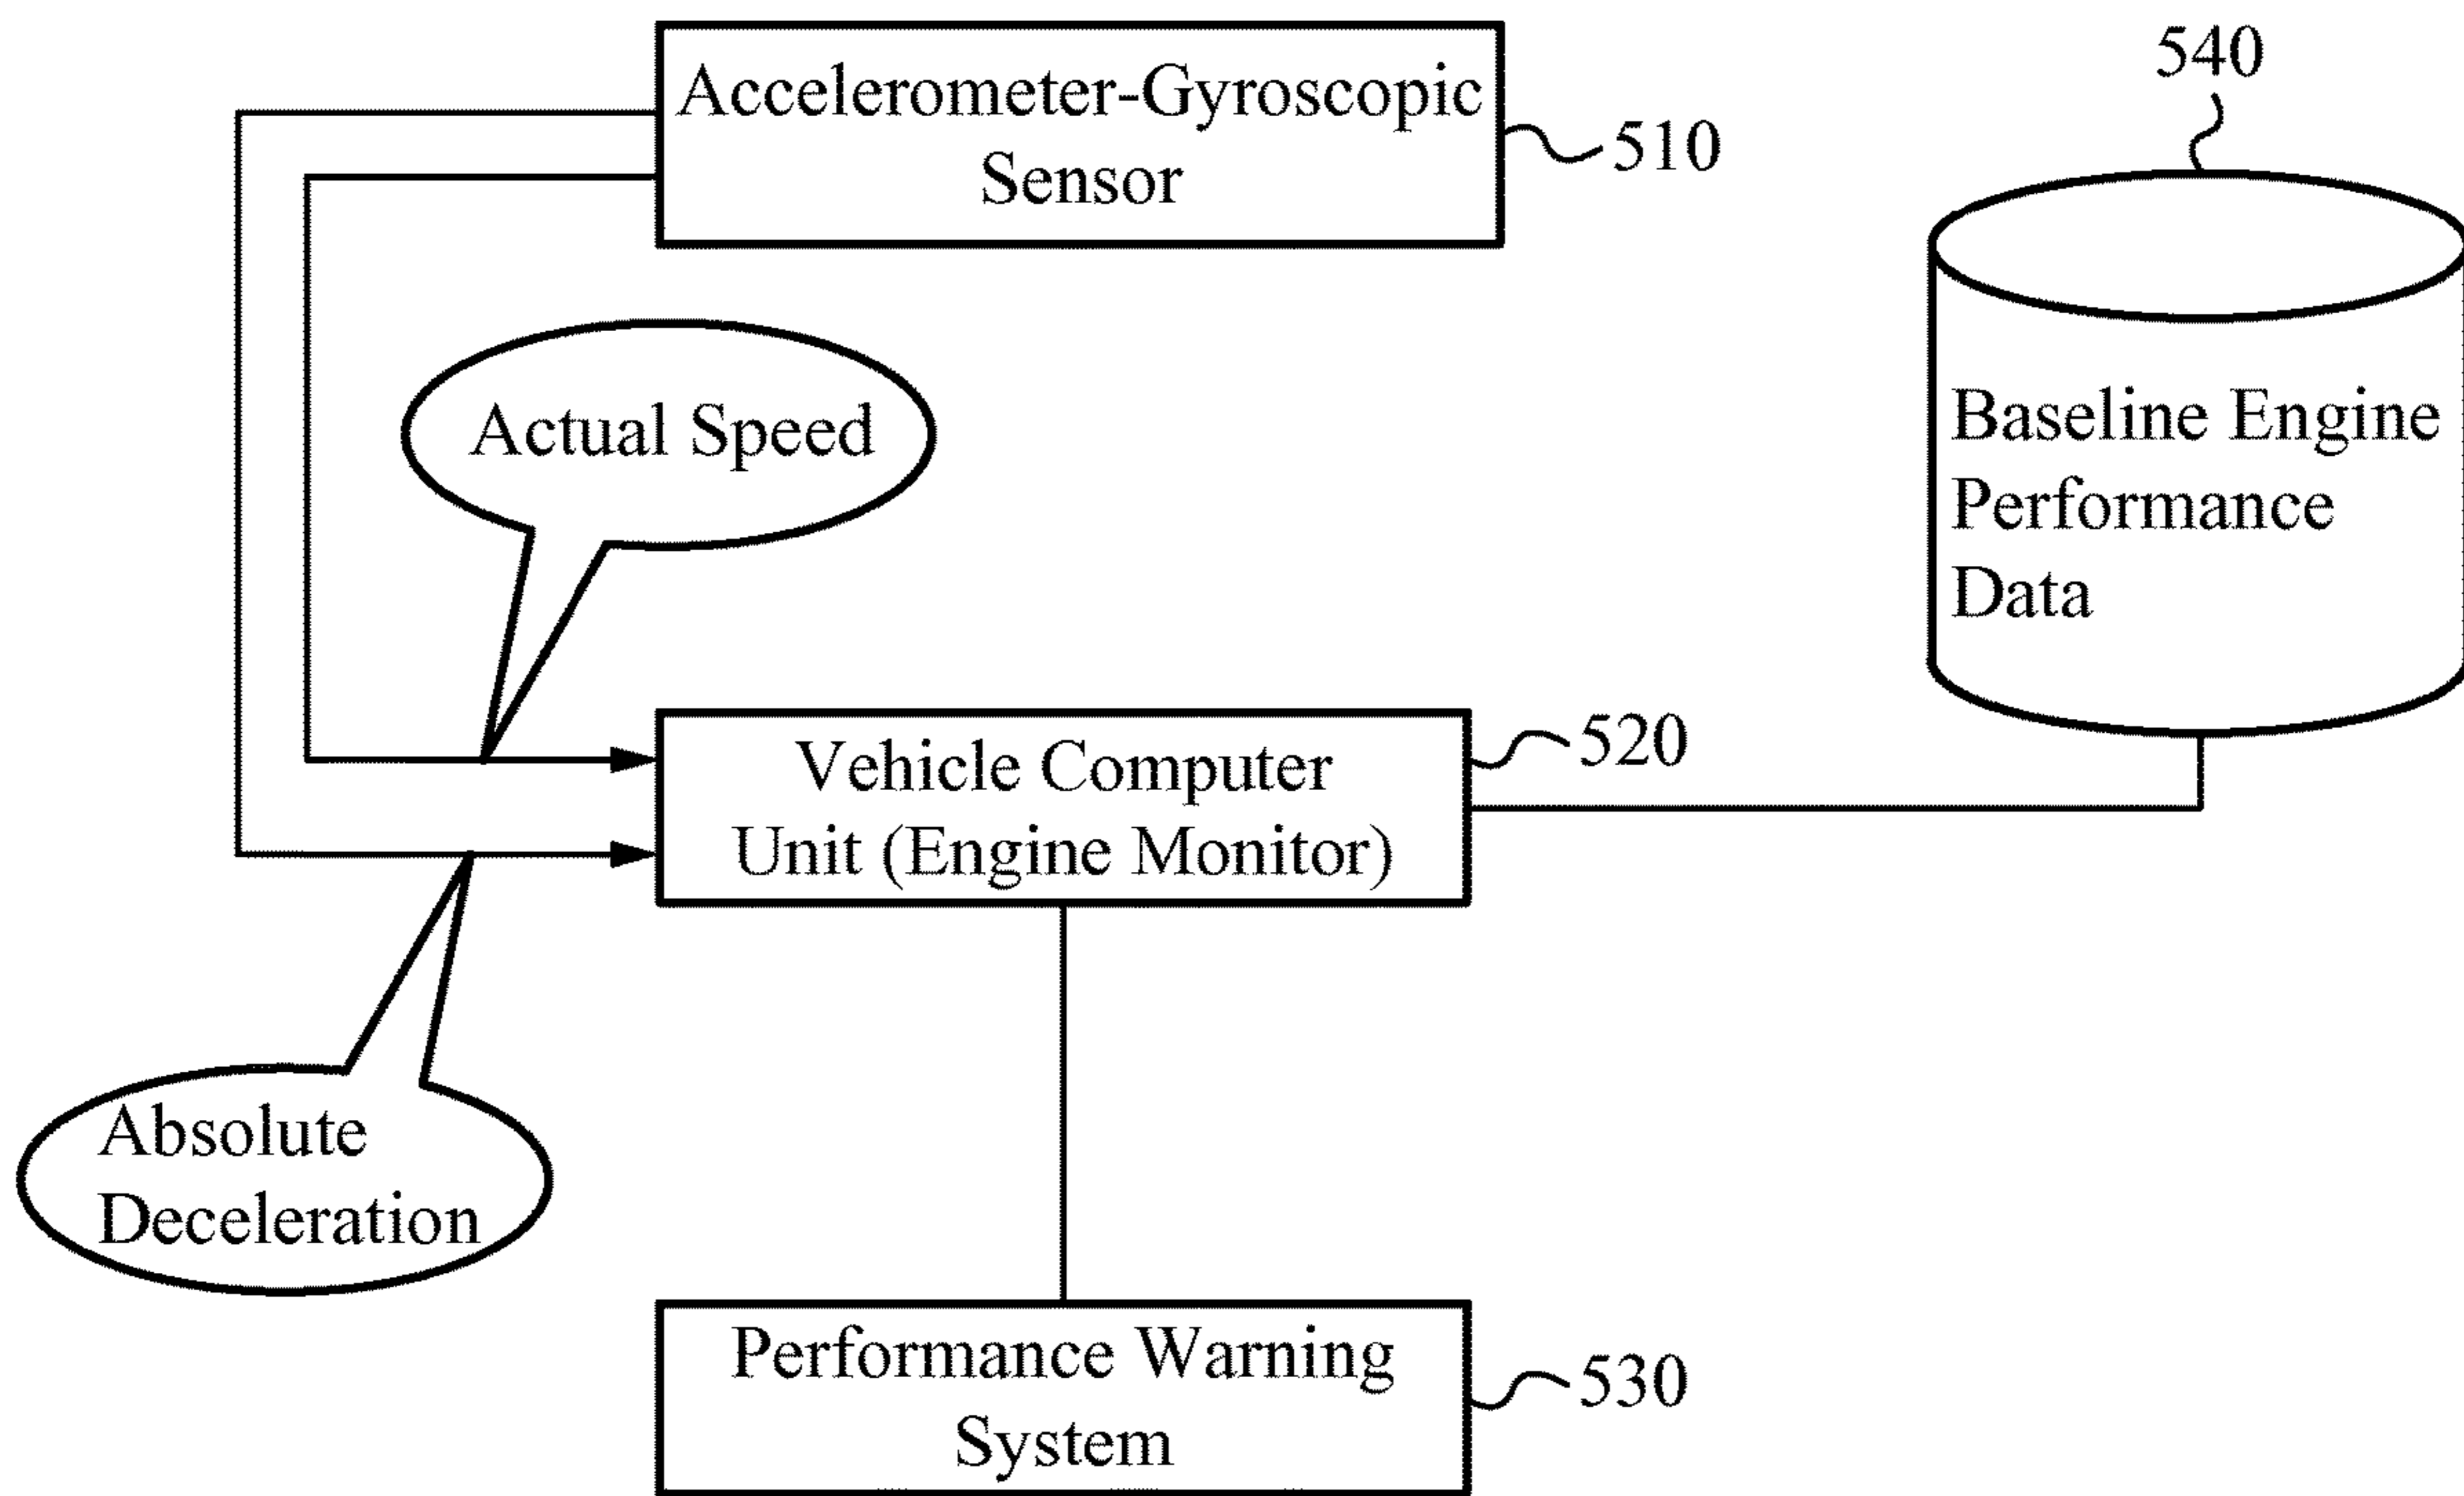 Accelerometer-Gyroscopic
Sensor
510
540
Actual Speed
Baseline Engine
Performance
Data
Vehicle Computer
Unit (Engine Monitor)
520
Absolute
Deceleration
Performance Warning
System
530